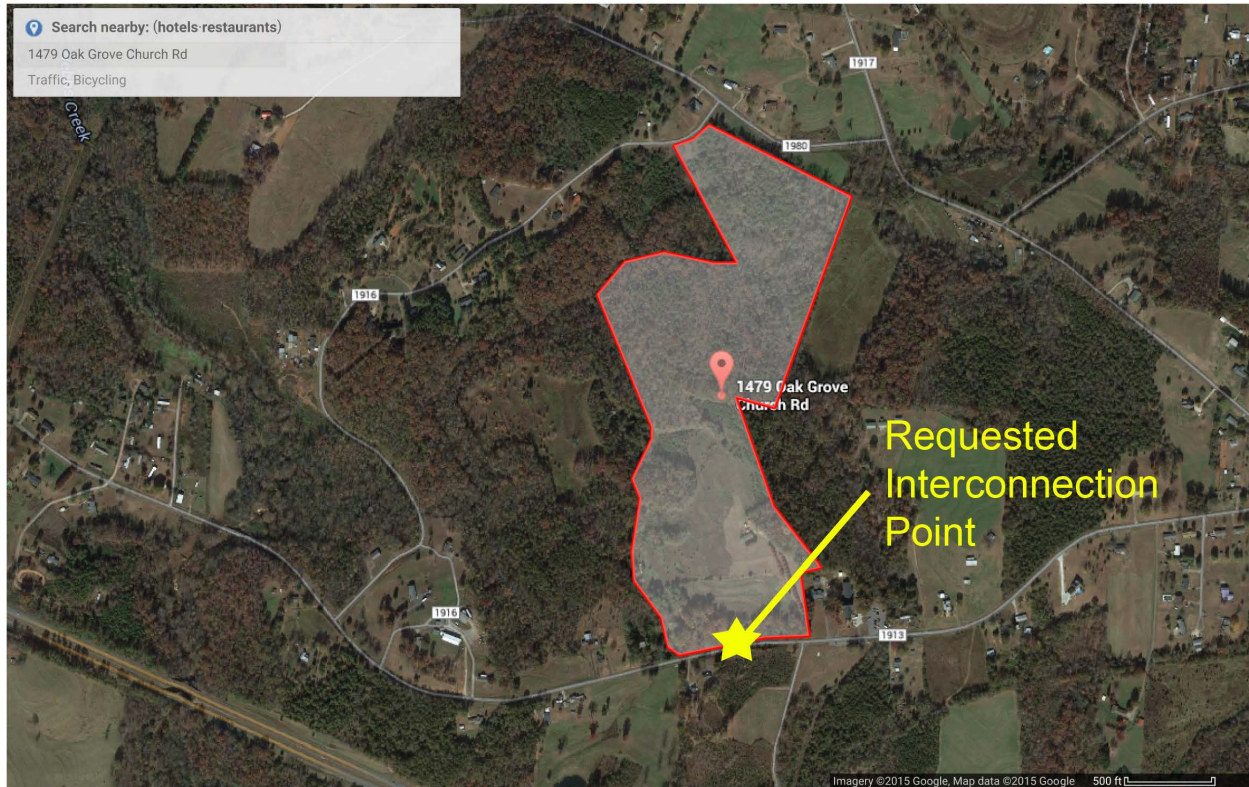 Search nearby: (hotels·restaurants)
1479 Oak Grove Church Rd
Traffic, Bicycling
Creek
1917
1980
1916
1479 Oak Grove
Church Rd
Requested
Interconnection
Point
1916
1913
Imagery ©2015 Google, Map data ©2015 Google 500 ft